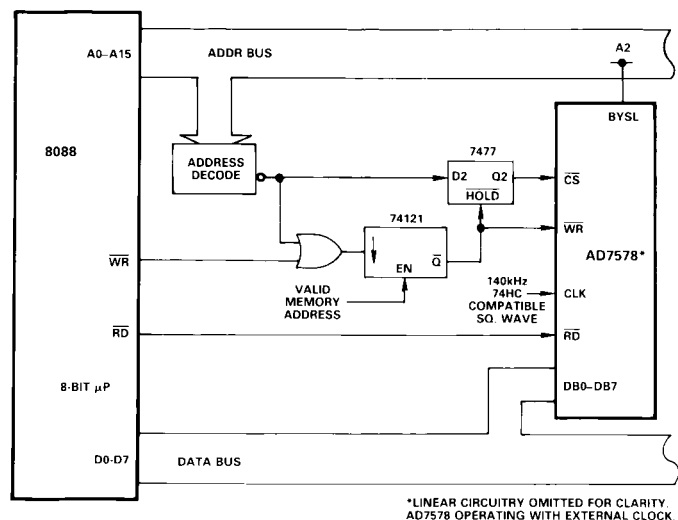 A0–A15
ADDR BUS
A2
BYSL
8088
ADDRESS
DECODE
7477
D2 Q2
HOLD
CS
74121
WR
EN
Q
WR
AD7578*
VALID
MEMORY
ADDRESS
140kHz
74HC
COMPATIBLE
SQ. WAVE
CLK
RD
RD
8-BIT µP
DB0–DB7
D0-D7
DATA BUS
*LINEAR CIRCUITRY OMITTED FOR CLARITY.
AD7578 OPERATING WITH EXTERNAL CLOCK.